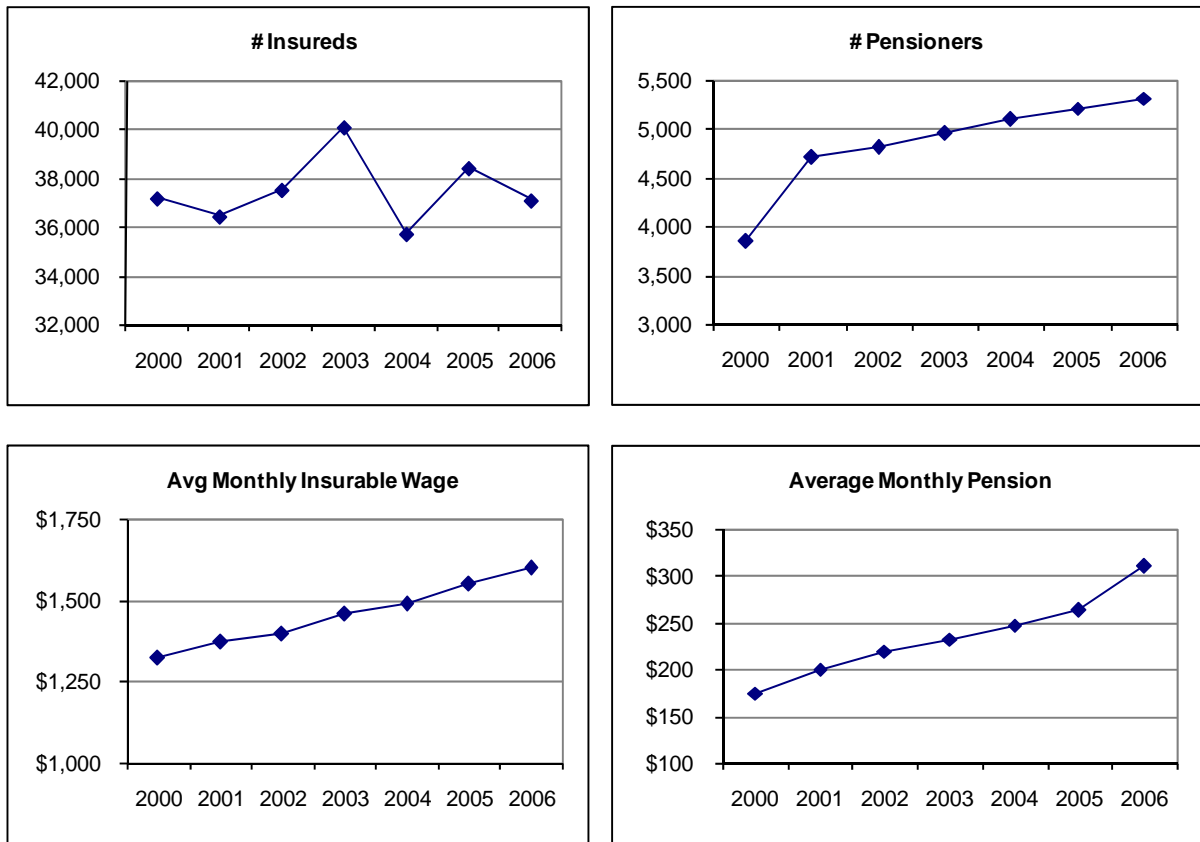 # Insureds
42,000
40,000
38,000
36,000
34,000
32,000
2000 2001 2002 2003 2004 2005 2006
# Pensioners
5,500
5,000
4,500
4,000
3,500
3,000
2000 2001 2002 2003 2004 2005 2006
Avg Monthly Insurable Wage
$1,750
$1,500
$1,250
$1,000
2000 2001 2002 2003 2004 2005 2006
Average Monthly Pension
$350
$300
$250
$200
$150
$100
2000 2001 2002 2003 2004 2005 2006